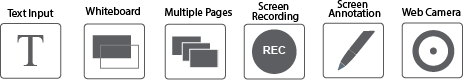 Text Input
Whiteboard
Multiple Pages
Screen
Recording
Screen
Annotation
Web Camera
T
REC